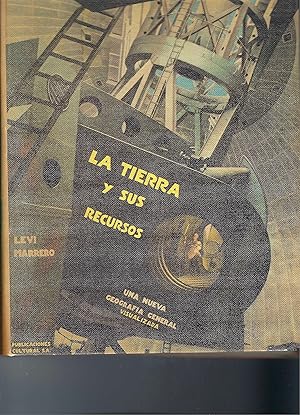 LA TIERRA
Y SUS
RECURSOS
LEVI
MARRERO
UNA NUEVA
GEOGRAFIA GENERAL
VISUALIZADA
PUBLICACIONES
CULTURAL S.A.